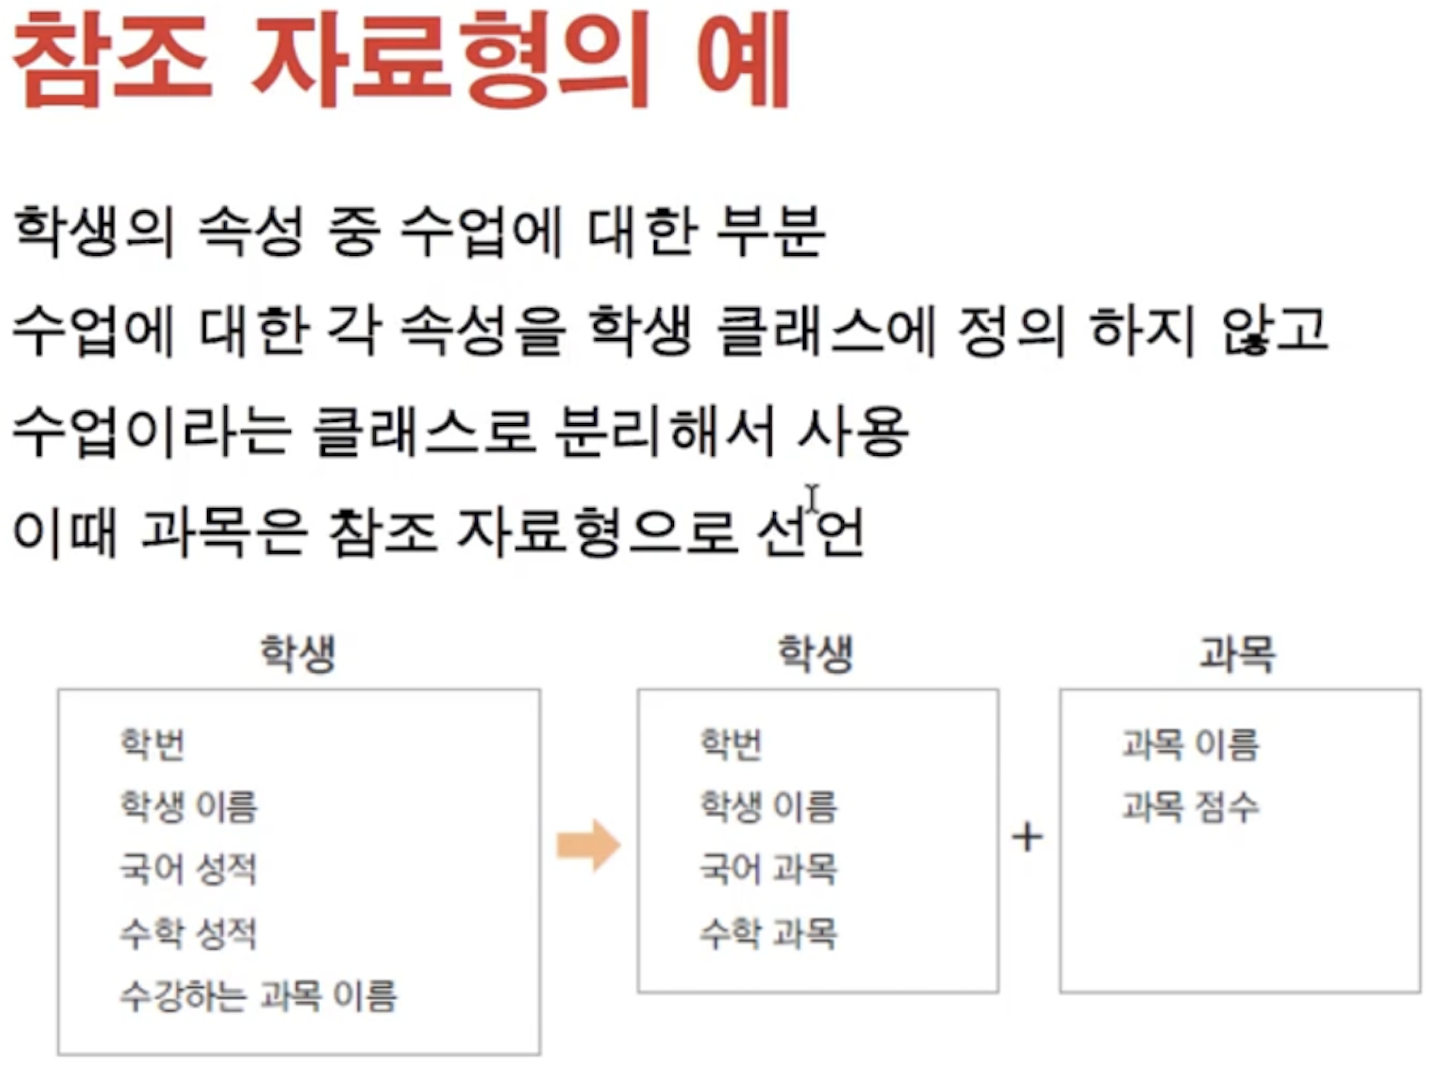 참조 자료형의 예
학생의 속성 중 수업에 대한 부분
수업에 대한 각 속성을 학생 클래스에 정의 하지 않고
수업이라는 클래스로 분리해서 사용
이때 과목은 참조 자료형으로 선언
학생
학번
학생 이름
국어 성적
수학 성적
수강하는 과목 이름
학생
학번
학생 이름
국어 과목
수학 과목
+
과목
과목 이름
과목 점수